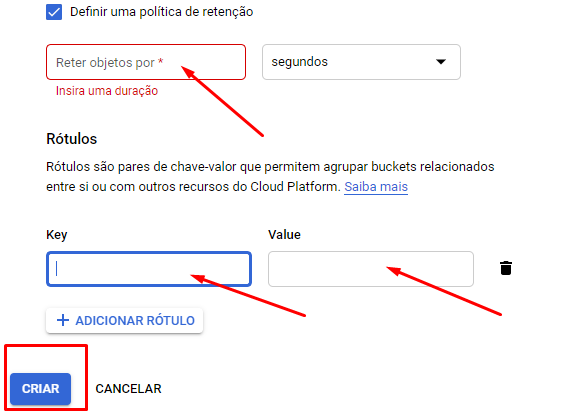 Definir uma política de retenção
Reter objetos por *
segundos
Insira uma duração
Rótulos
Rótulos são pares de chave-valor que permitem agrupar buckets relacionados
entre si ou com outros recursos do Cloud Platform. Saiba mais
Key
Value
+ ADICIONAR RÓTULO
CRIAR
CANCELAR